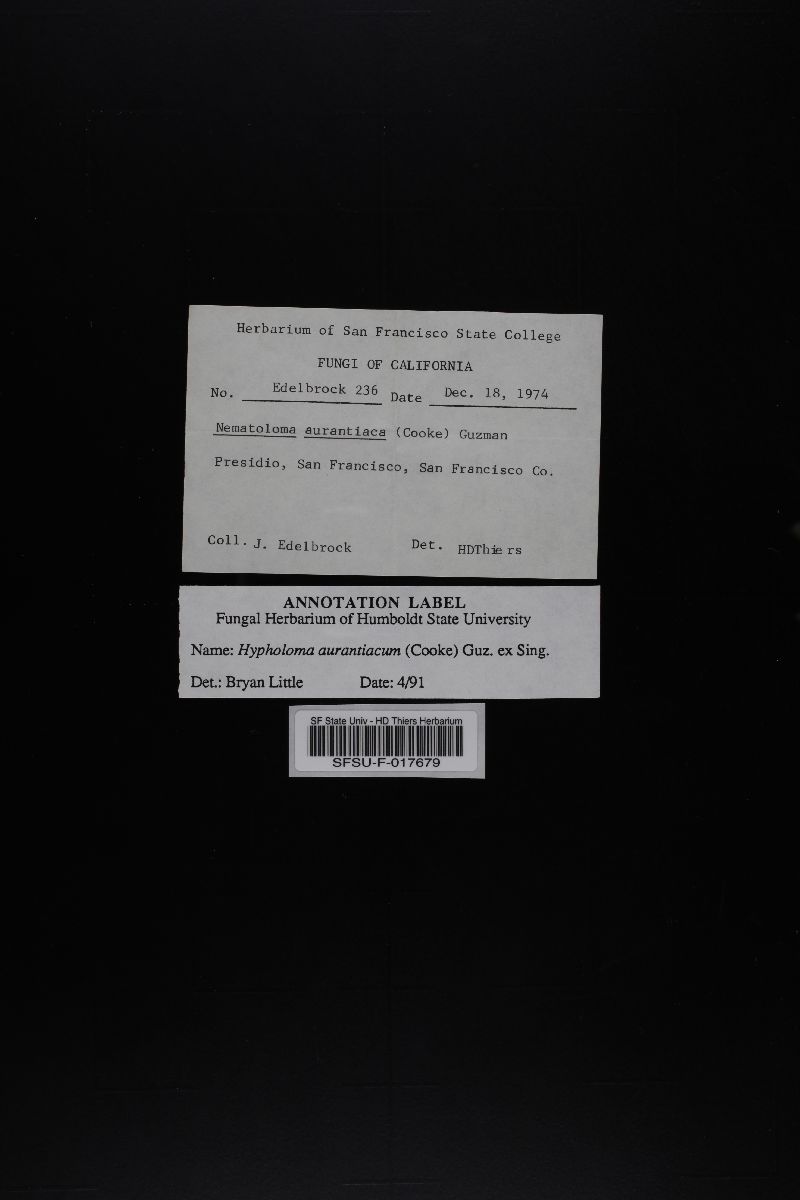 Herbarium of San Francisco State College
FUNGI OF CALIFORNIA
No. Edelbrock 236 Date Dec. 18, 1974
Nematoloma aurantiaca (Cooke) Guzman
Presidio, San Francisco, San Francisco Co.
Coll. J. Edelbrock Det. HDThiers
ANNOTATION LABEL
Fungal Herbarium of Humboldt State University
Name: Hypholoma aurantiacum (Cooke) Guz. ex Sing.
Det.: Bryan Little Date: 4/91
SF State Univ - HD Thiers Herbarium
SFSU-F-017679